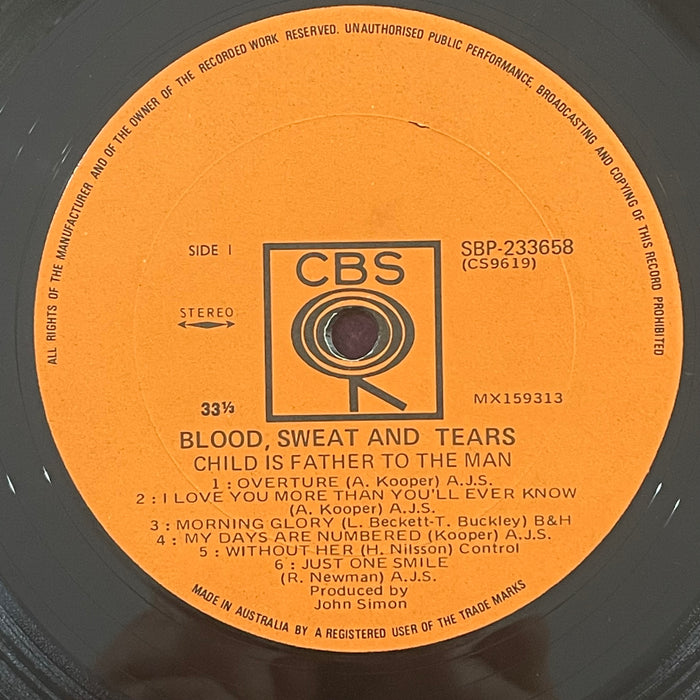 ALL RIGHTS OF THE MANUFACTURER AND OF THE OWNER OF THE RECORDED WORK RESERVED. UNAUTHORISED PUBLIC PERFORMANCE, BROADCASTING AND COPYING OF THIS RECORD PROHIBITED
SIDE 1
CBS
SBP-233658
(CS9619)
STEREO
33⅓
MX159313
BLOOD, SWEAT AND TEARS
CHILD IS FATHER TO THE MAN
1 : OVERTURE (A. Kooper) A.J.S.
2 : I LOVE YOU MORE THAN YOU'LL EVER KNOW
(A. Kooper) A.J.S.
3 : MORNING GLORY (L. Beckett-T. Buckley) B&H
4 : MY DAYS ARE NUMBERED (Kooper) A.J.S.
5 : WITHOUT HER (H. Nilsson) Control
6 : JUST ONE SMILE
(R. Newman) A.J.S.
Produced by
John Simon
MADE IN AUSTRALIA BY A REGISTERED USER OF THE TRADE MARKS